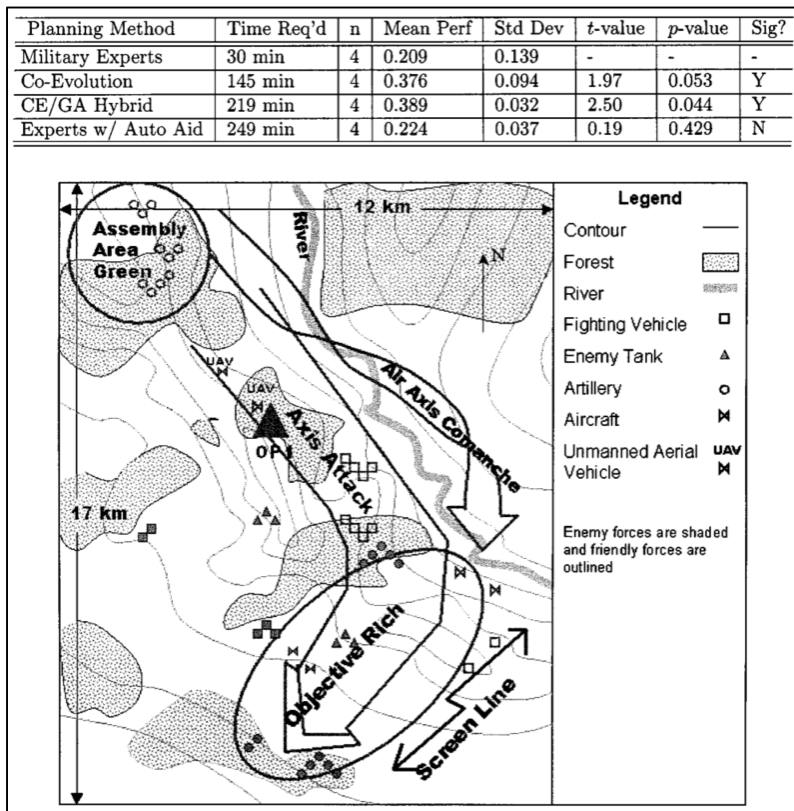 Planning Method Time Req'd n Mean Perf Std Dev t-value p-value Sig?
Military Experts 30 min 4 0.209 0.139 - - -
Co-Evolution 145 min 4 0.376 0.094 1.97 0.053 Y
CE/GA Hybrid 219 min 4 0.389 0.032 2.50 0.044 Y
Experts w/ Auto Aid 249 min 4 0.224 0.037 0.19 0.429 N
12 km
River
Assembly
Area
Green
N
UAV
UAV
OP1
Axis Attack
Air Axis Comanche
17 km
Objective Rich
Screen Line
Legend
Contour
Forest
River
Fighting Vehicle
Enemy Tank
Artillery
Aircraft
Unmanned Aerial UAV
Vehicle
Enemy forces are shaded
and friendly forces are
outlined